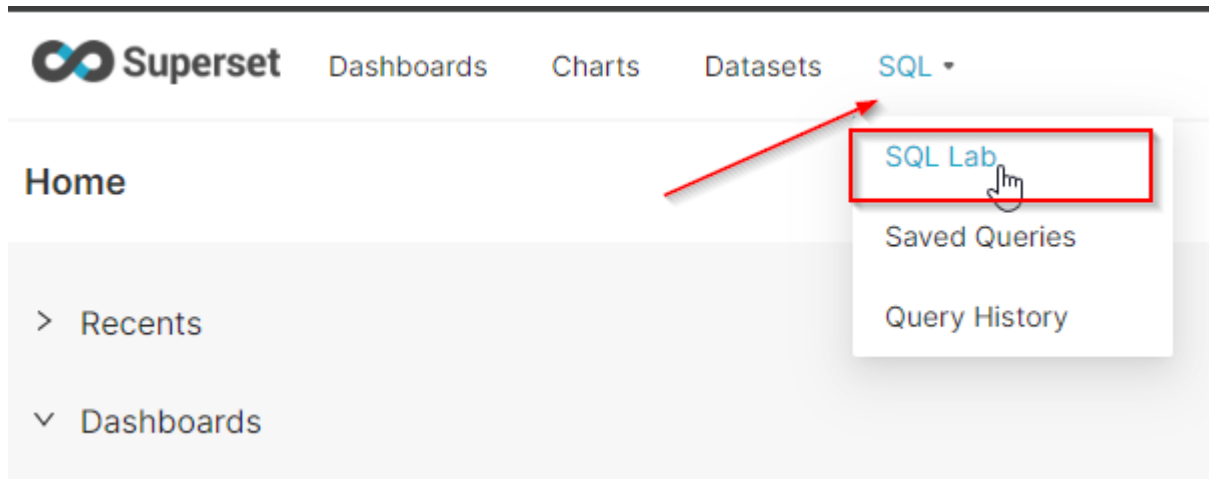 Superset Dashboards Charts Datasets SQL
SQL Lab
Home
Saved Queries
Query History
> Recents
Dashboards